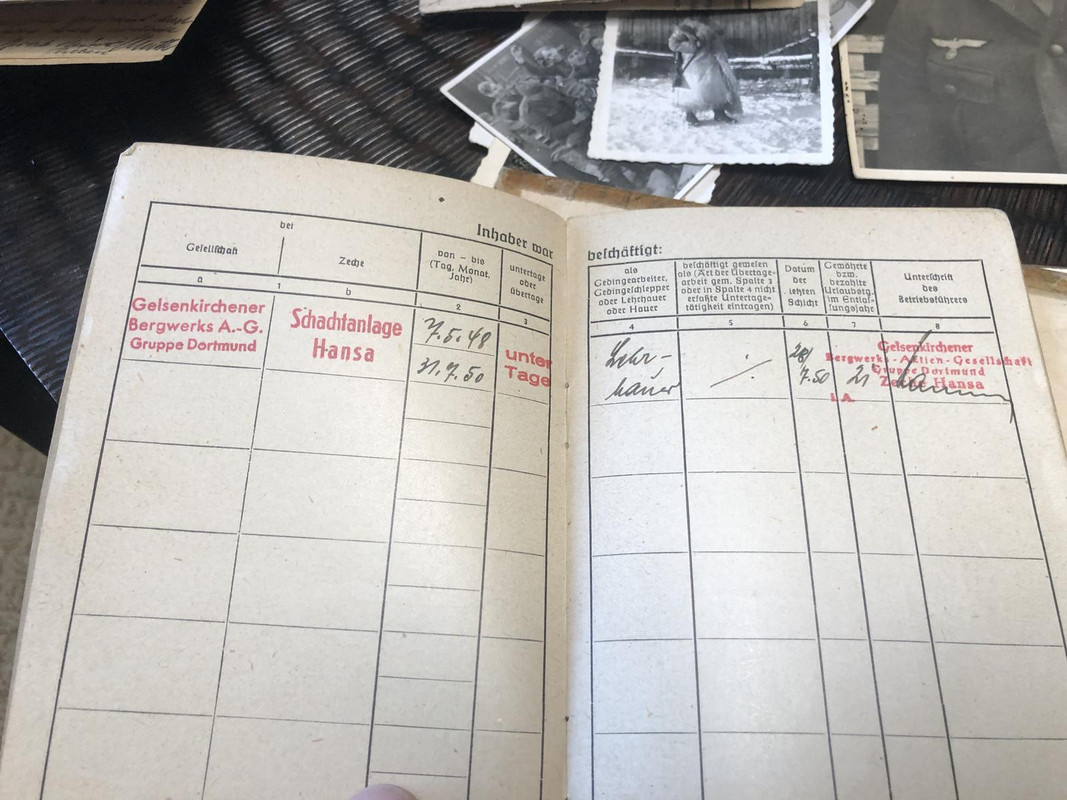 Inhaber war beschäftigt:
bei
Gesellschaft
Zeche
von – bis
(Tag, Monat,
Jahr)
untertage
oder
übertage
a
1
b
2
3
Gelsenkirchener
Bergwerks A.-G.
Gruppe Dortmund
Schachtanlage
Hansa
7.5.48
31.7.50
unter
Tage
als
Gedingearbeiter,
Gedingeschlepper
oder Lehrhauer
oder Hauer
beschäftigt gewesen
als (Art der Übertage-
arbeit gem. Spalte 3
oder in Spalte 4 nicht
erfaßte Untertage-
tätigkeit eintragen)
Datum
der
letzten
Schicht
Gewährte
bzw.
bezahlte
Urlaubstg.
im Entlas-
sungsjahr
Unterschrift
des
Betriebsführers
4
5
6
7
8
Lehr-
hauer
./.
28/
7.50
21
Gelsenkirchener
Bergwerks-Aktien-Gesellschaft
Gruppe Dortmund
Zeche Hansa
i.A.